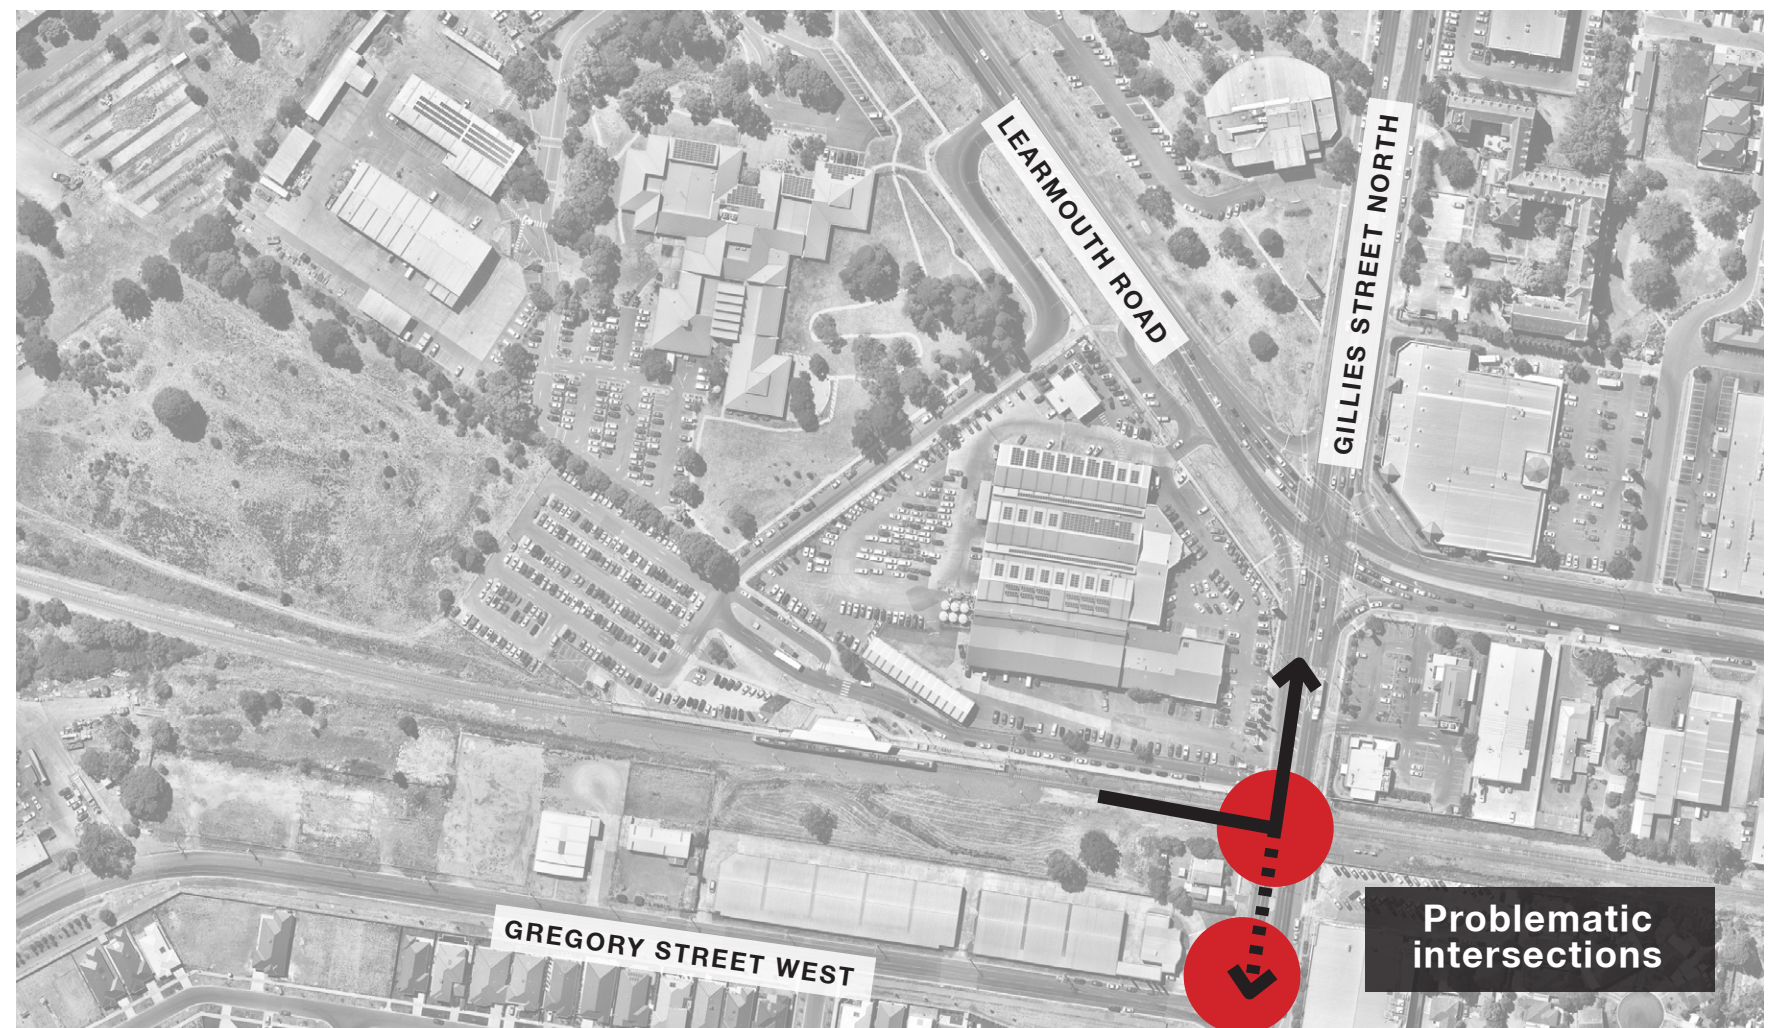 LEARMOUTH ROAD
GILLIES STREET NORTH
GREGORY STREET WEST
Problematic
intersections